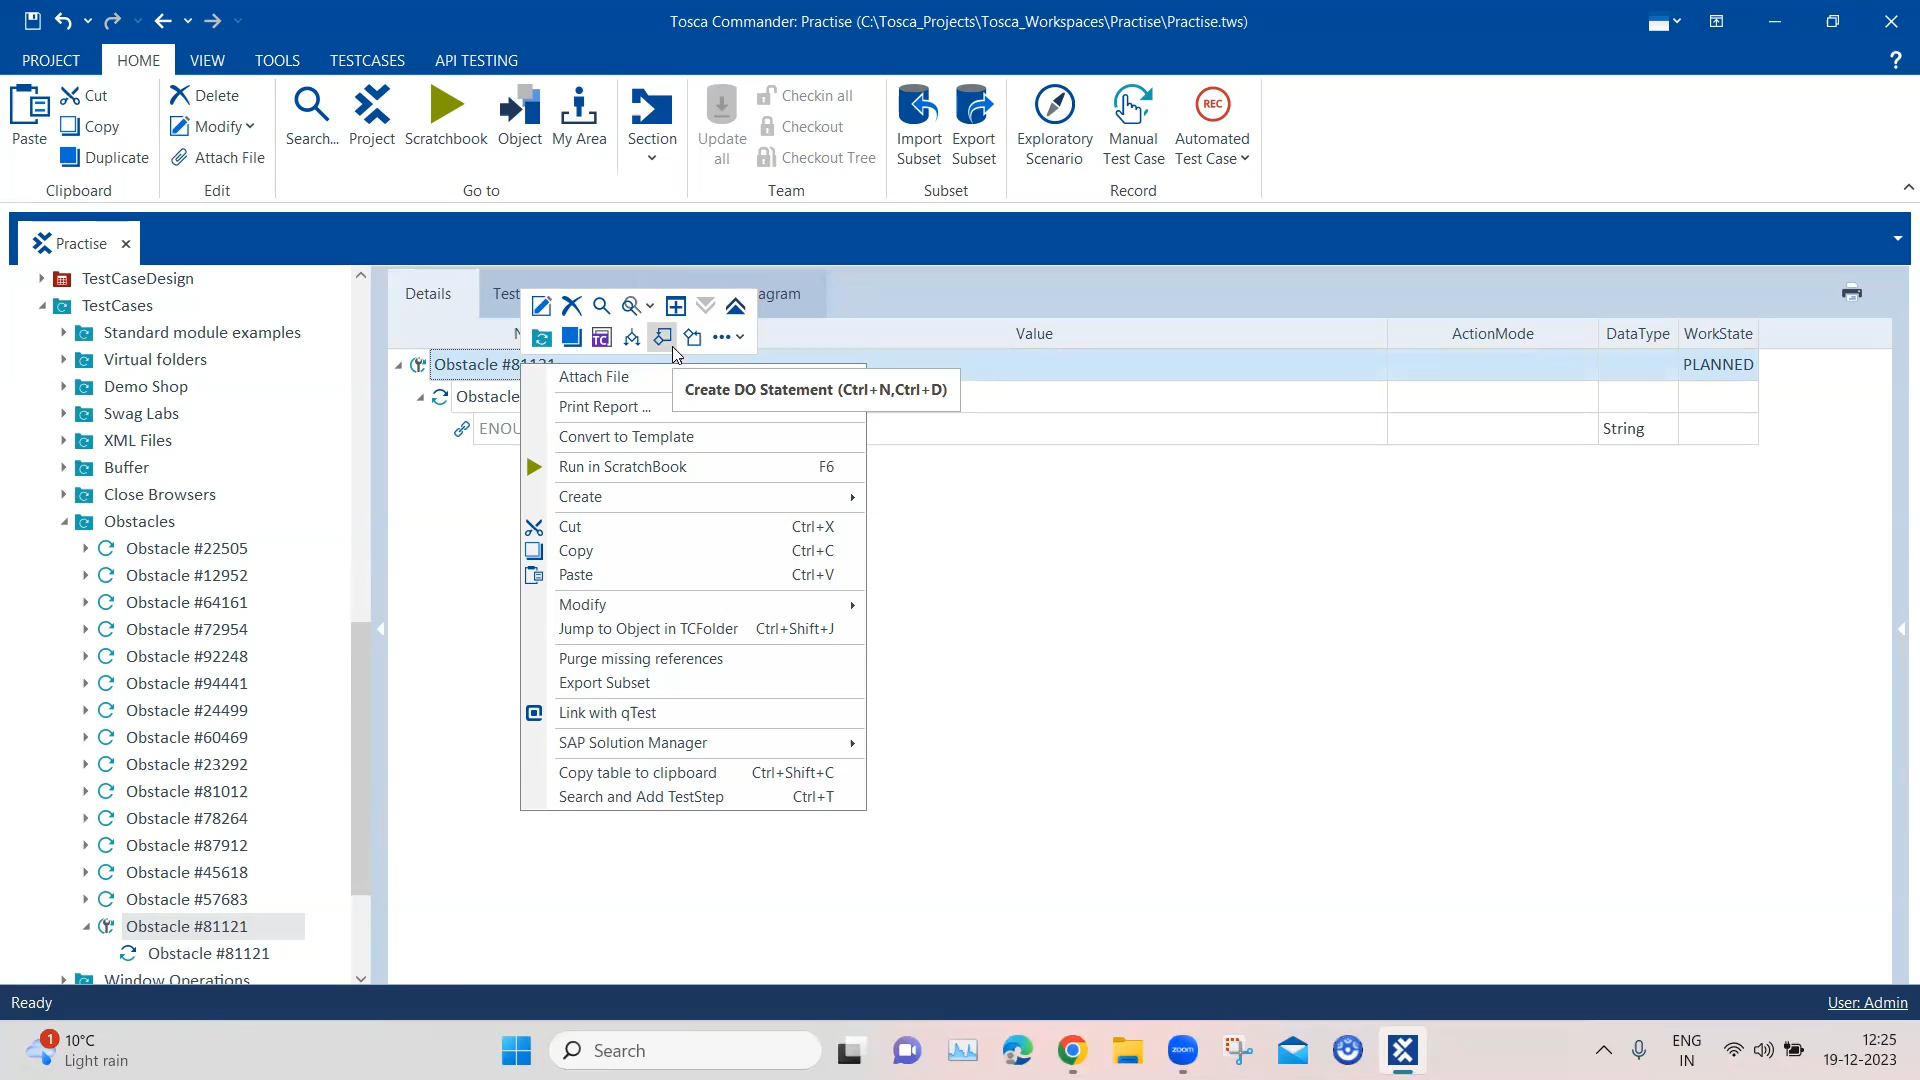 Tosca Commander: Practise (C:\Tosca_Projects\Tosca_Workspaces\Practise\Practise.tws)
PROJECT HOME VIEW TOOLS TESTCASES API TESTING ?
Paste
Cut
Copy
Duplicate
Clipboard
Delete
Modify
Attach File
Edit
Search...
Project
Scratchbook
Object
My Area
Section
Go to
Update all
Checkin all
Checkout
Checkout Tree
Team
Import Subset
Export Subset
Subset
Exploratory Scenario
Manual Test Case
REC
Automated Test Case
Record
Practise
TestCaseDesign
TestCases
Standard module examples
Virtual folders
Demo Shop
Swag Labs
XML Files
Buffer
Close Browsers
Obstacles
Obstacle #22505
Obstacle #12952
Obstacle #64161
Obstacle #72954
Obstacle #92248
Obstacle #94441
Obstacle #24499
Obstacle #60469
Obstacle #23292
Obstacle #81012
Obstacle #78264
Obstacle #87912
Obstacle #45618
Obstacle #57683
Obstacle #81121
Obstacle #81121
Window Operations
Details Test agram
N Value ActionMode DataType WorkState
Obstacle #81121 PLANNED
Obstacle
ENOU String
TC
Create DO Statement (Ctrl+N,Ctrl+D)
Attach File
Print Report ...
Convert to Template
Run in ScratchBook F6
Create
Cut Ctrl+X
Copy Ctrl+C
Paste Ctrl+V
Modify
Jump to Object in TCFolder Ctrl+Shift+J
Purge missing references
Export Subset
Link with qTest
SAP Solution Manager
Copy table to clipboard Ctrl+Shift+C
Search and Add TestStep Ctrl+T
Ready User: Admin
1
10°C
Light rain
Search
zoom
ENG
IN
12:25
19-12-2023